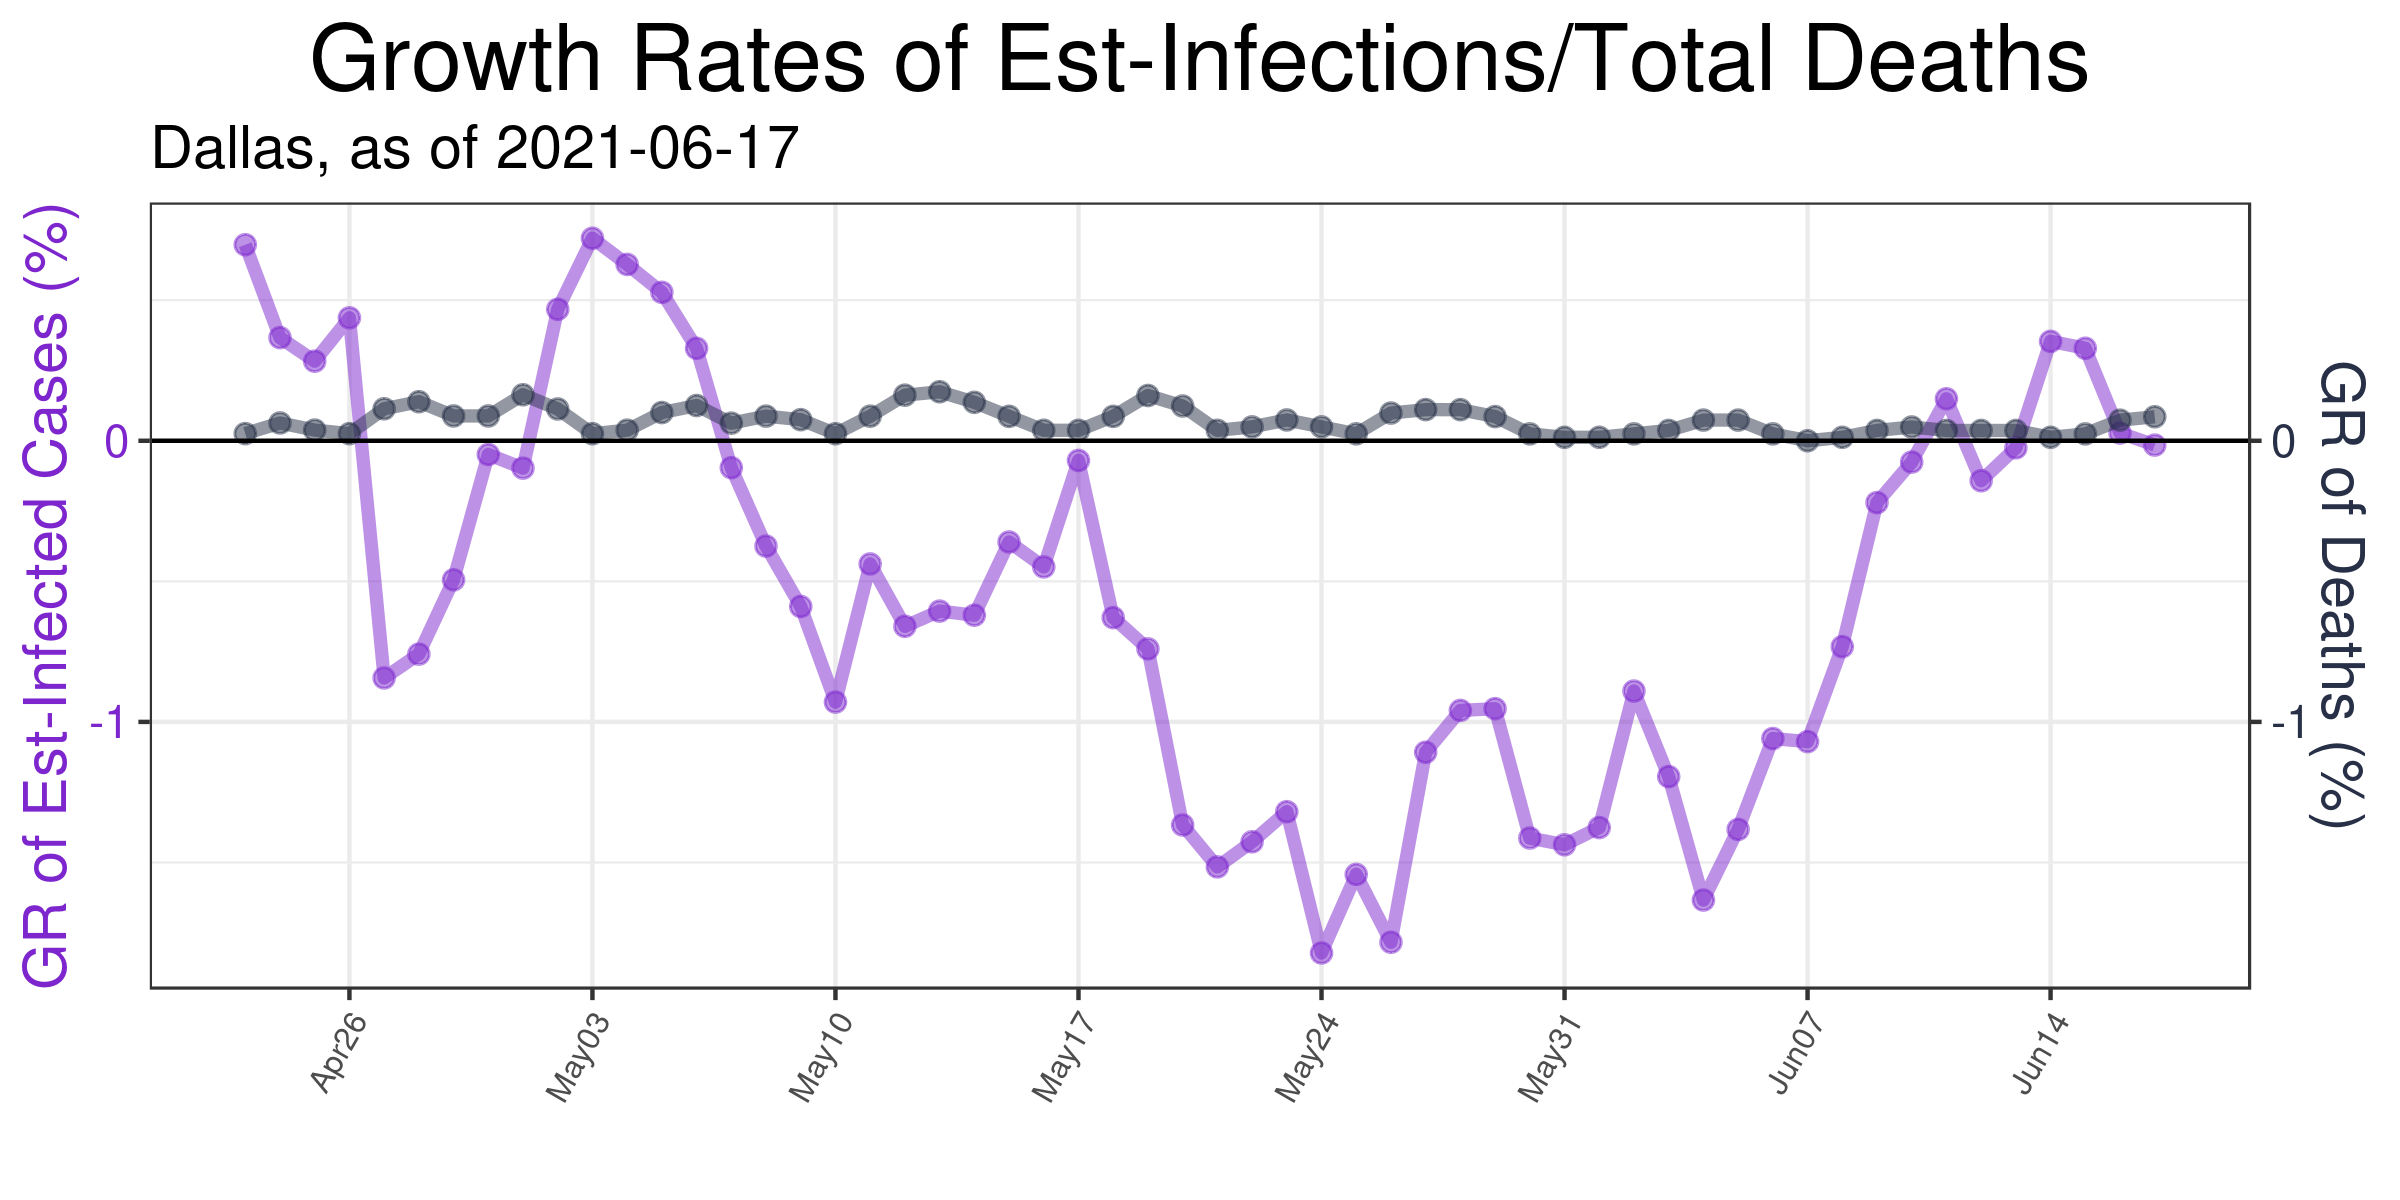 Growth Rates of Est-Infections/Total Deaths
Dallas, as of 2021-06-17
GR of Est-Infected Cases (%)
0
-1
GR of Deaths (%)
0
-1
Apr26
May03
May10
May17
May24
May31
Jun07
Jun14